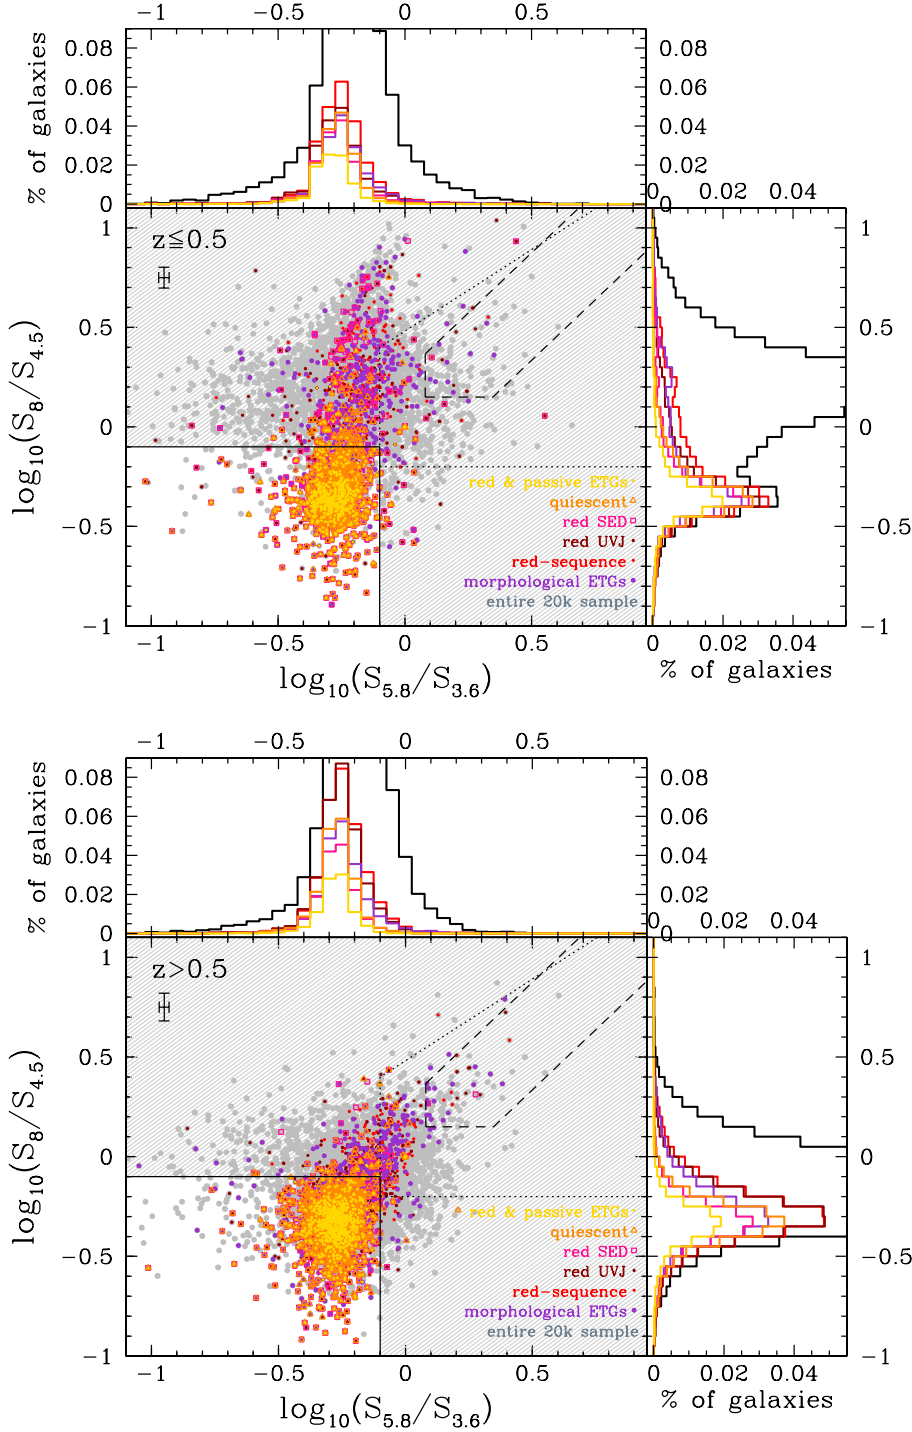 −1 −0.5 0 0.5
% of galaxies
0.08 0.08
0.06 0.06
0.04 0.04
0.02 0.02
0 0
0 0.02 0.04
z≦0.5
log10(S8/S4.5)
1 1
0.5 0.5
0 0
−0.5 −0.5
−1 −1
red & passive ETGs
quiescent
red SED
red UVJ
red−sequence
morphological ETGs
entire 20k sample
−1 −0.5 0 0.5
0 0.02 0.04
log10(S5.8/S3.6)
% of galaxies
−1 −0.5 0 0.5
% of galaxies
0.08 0.08
0.06 0.06
0.04 0.04
0.02 0.02
0 0
0 0.02 0.04
z>0.5
log10(S8/S4.5)
1 1
0.5 0.5
0 0
−0.5 −0.5
−1 −1
red & passive ETGs
quiescent
red SED
red UVJ
red−sequence
morphological ETGs
entire 20k sample
−1 −0.5 0 0.5
0 0.02 0.04
log10(S5.8/S3.6)
% of galaxies